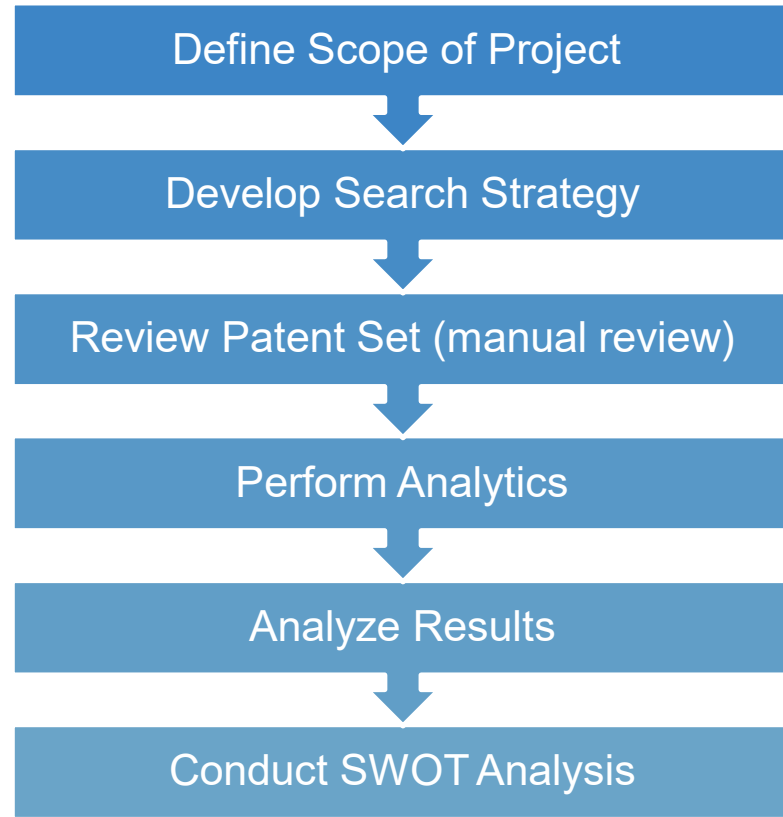 Define Scope of Project
Develop Search Strategy
Review Patent Set (manual review)
Perform Analytics
Analyze Results
Conduct SWOT Analysis